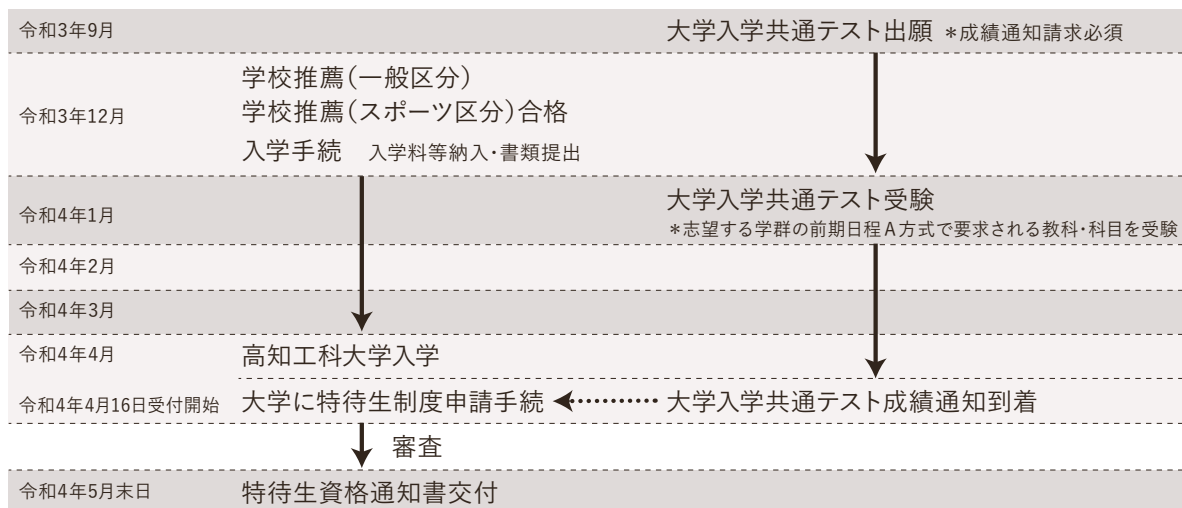 令和3年9月
大学入学共通テスト出願 *成績通知請求必須
学校推薦(一般区分)
令和3年12月
学校推薦(スポーツ区分)合格
入学手続 入学料等納入・書類提出
令和4年1月
大学入学共通テスト受験
*志望する学群の前期日程A方式で要求される教科・科目を受験
令和4年2月
令和4年3月
令和4年4月
高知工科大学入学
令和4年4月16日受付開始
大学に特待生制度申請手続
大学入学共通テスト成績通知到着
審査
令和4年5月末日
特待生資格通知書交付